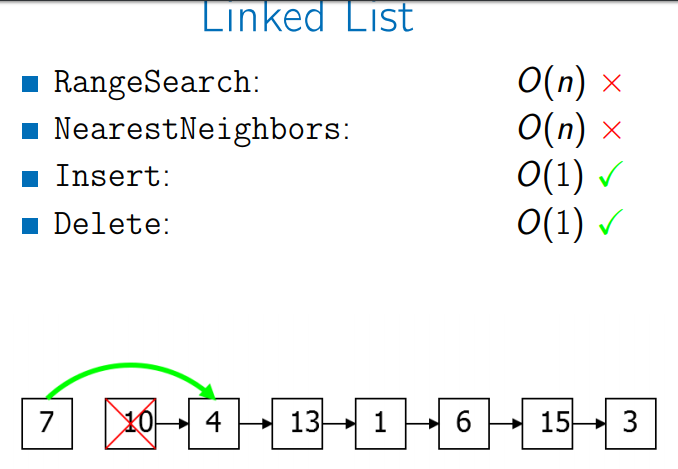 Linked List
RangeSearch: O(n) ×
NearestNeighbors: O(n) ×
Insert: O(1) ✓
Delete: O(1) ✓
7 10 4 13 1 6 15 3